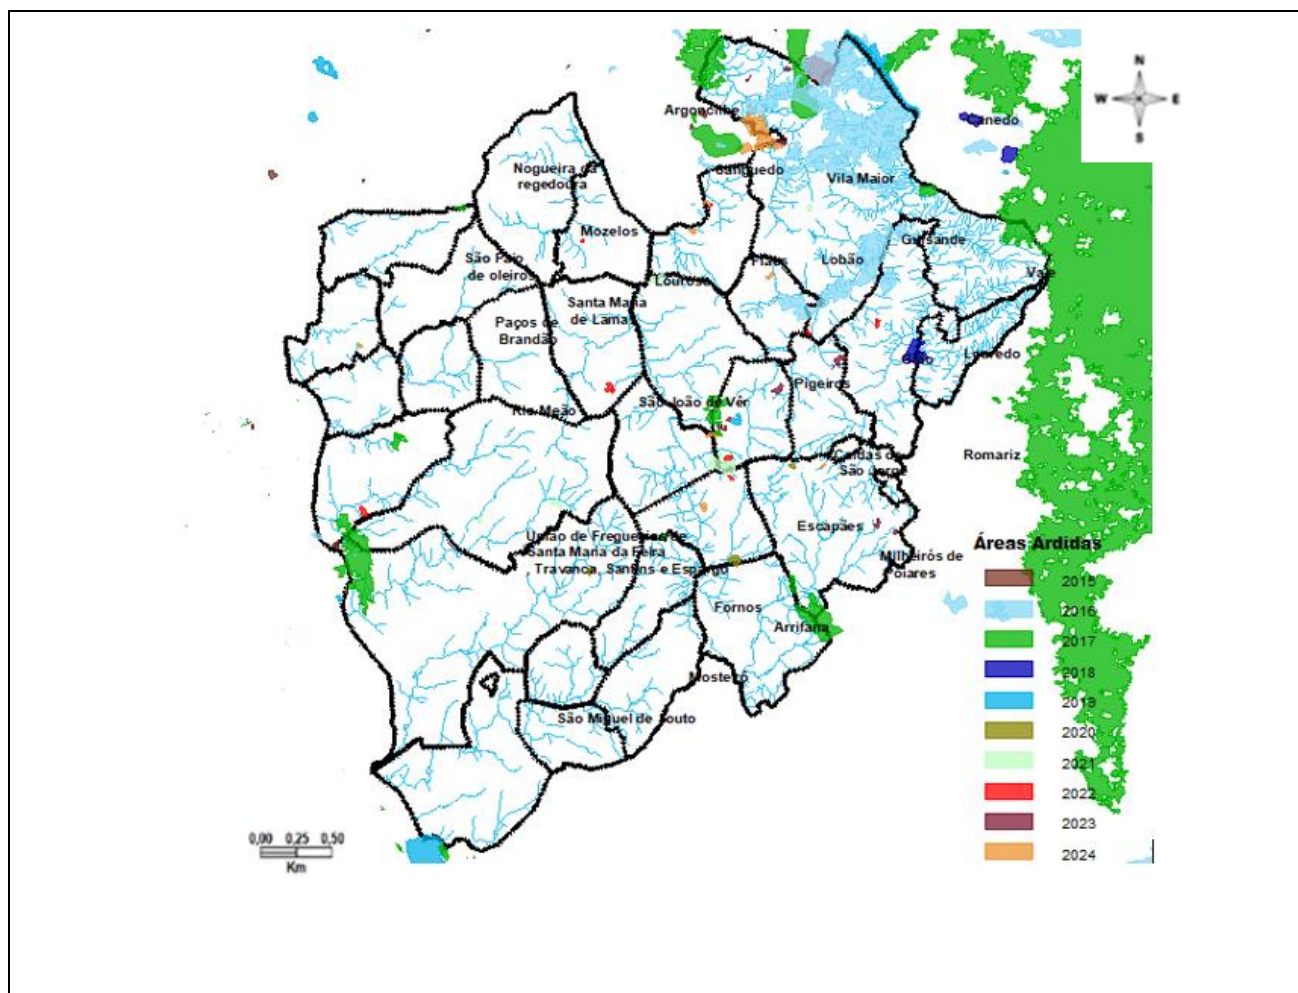 N
W E
S
Argoncilhe
Nogueira da
regedoura
Sanguedo
Vila Maior
Mozelos
São Paio
de oleiros
Fiães
Lobão
Guisande
Vale
Lourosa
Santa Maria
de Lama
Paços de
Brandão
Louredo
Pigeiros
São João de Vêr
Rio Meão
Caldas de
São Jorge
Romariz
Escapães
União de Freguesias de
Santa Maria da Feira
, Travanca, Sanfins e Espargo
Milheirós de
Poiares
Fornos
Arrifana
Mosteiró
São Miguel de Souto
Áreas Ardidas
2015
2016
2017
2018
2019
2020
2021
2022
2023
2024
0,00 0,25 0,50
Km